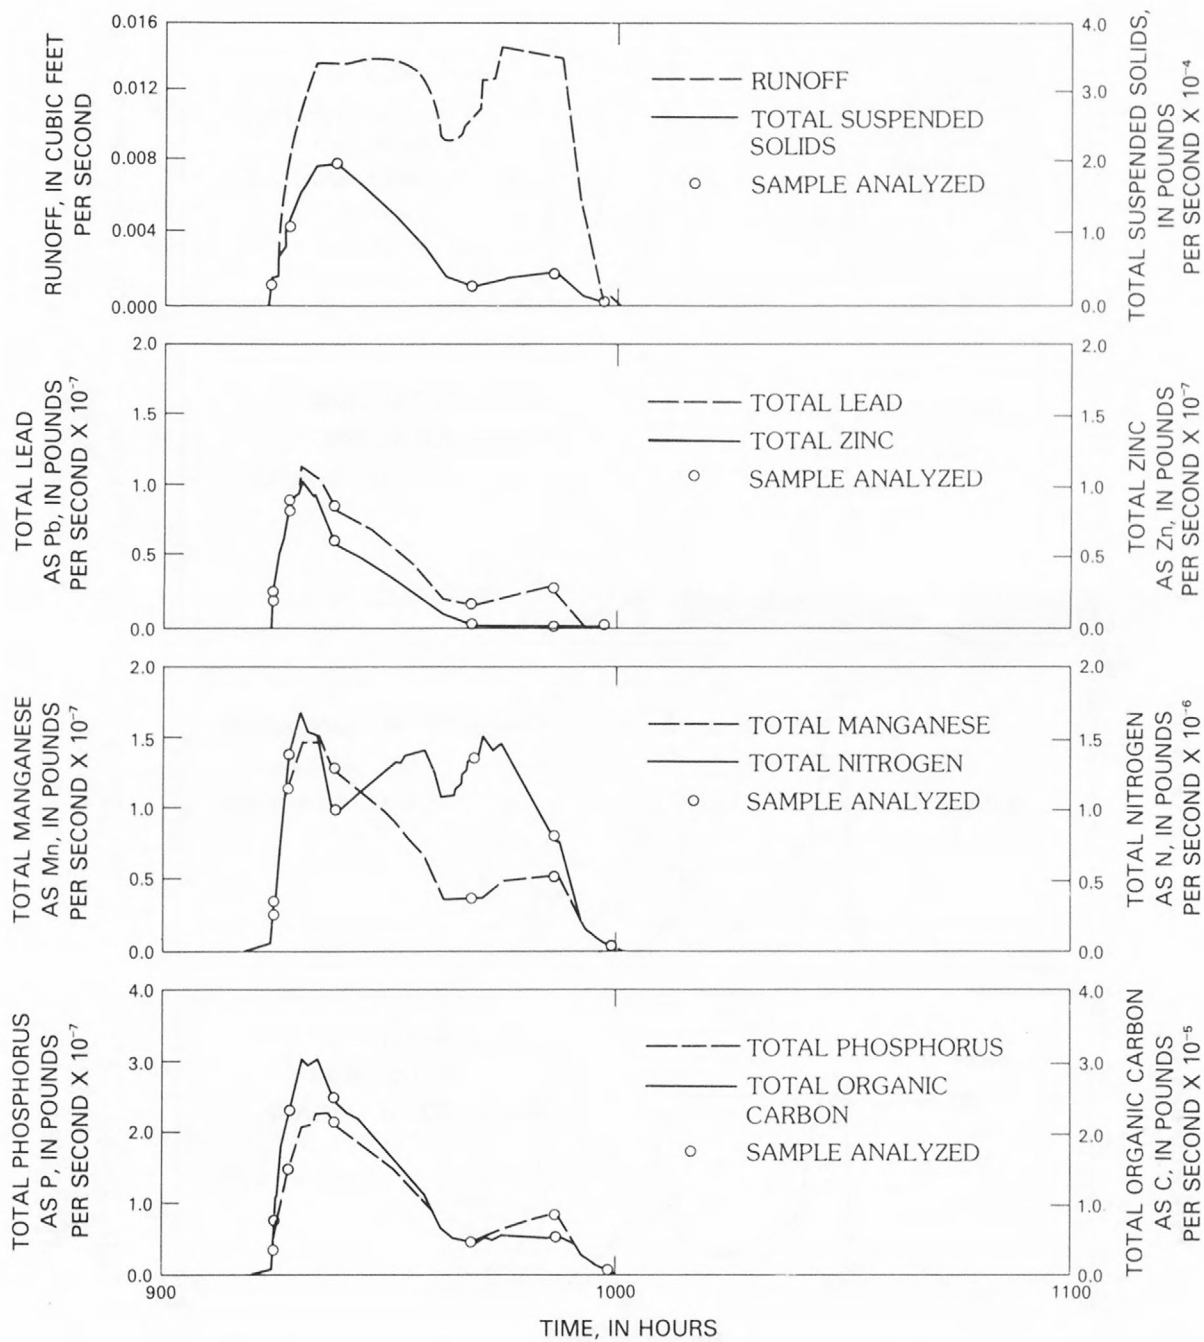 RUNOFF, IN CUBIC FEET
PER SECOND
0.016
0.012
0.008
0.004
0.000
RUNOFF
TOTAL SUSPENDED
SOLIDS
SAMPLE ANALYZED
4.0
3.0
2.0
1.0
0.0
TOTAL SUSPENDED SOLIDS,
IN POUNDS
PER SECOND X 10⁻⁴
TOTAL LEAD
AS Pb, IN POUNDS
PER SECOND X 10⁻⁷
2.0
1.5
1.0
0.5
0.0
TOTAL LEAD
TOTAL ZINC
SAMPLE ANALYZED
2.0
1.5
1.0
0.5
0.0
TOTAL ZINC
AS Zn, IN POUNDS
PER SECOND X 10⁻⁷
TOTAL MANGANESE
AS Mn, IN POUNDS
PER SECOND X 10⁻⁷
2.0
1.5
1.0
0.5
0.0
TOTAL MANGANESE
TOTAL NITROGEN
SAMPLE ANALYZED
2.0
1.5
1.0
0.5
0.0
TOTAL NITROGEN
AS N, IN POUNDS
PER SECOND X 10⁻⁶
TOTAL PHOSPHORUS
AS P, IN POUNDS
PER SECOND X 10⁻⁷
4.0
3.0
2.0
1.0
0.0
TOTAL PHOSPHORUS
TOTAL ORGANIC
CARBON
SAMPLE ANALYZED
4.0
3.0
2.0
1.0
0.0
TOTAL ORGANIC CARBON
AS C, IN POUNDS
PER SECOND X 10⁻⁵
900
1000
1100
TIME, IN HOURS